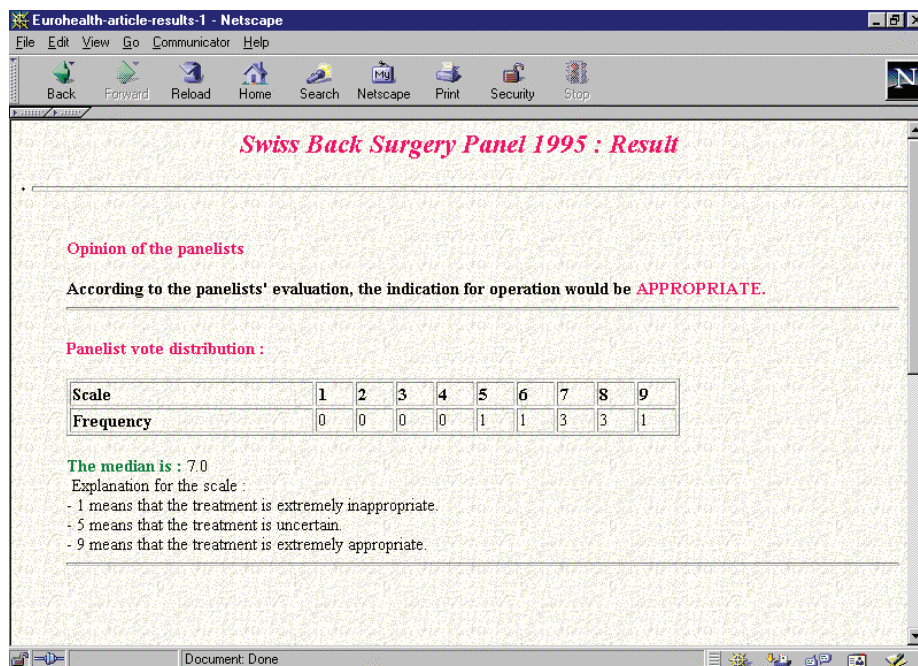 Eurohealth-article-results-1 - Netscape
File Edit View Go Communicator Help
My
N
Back Forward Reload Home Search Netscape Print Security Stop
Swiss Back Surgery Panel 1995 : Result
Opinion of the panelists
According to the panelists' evaluation, the indication for operation would be APPROPRIATE.
Panelist vote distribution :
Scale 1 2 3 4 5 6 7 8 9
Frequency 0 0 0 0 1 1 3 3 1
The median is : 7.0
Explanation for the scale :
- 1 means that the treatment is extremely inappropriate.
- 5 means that the treatment is uncertain.
- 9 means that the treatment is extremely appropriate.
Document: Done